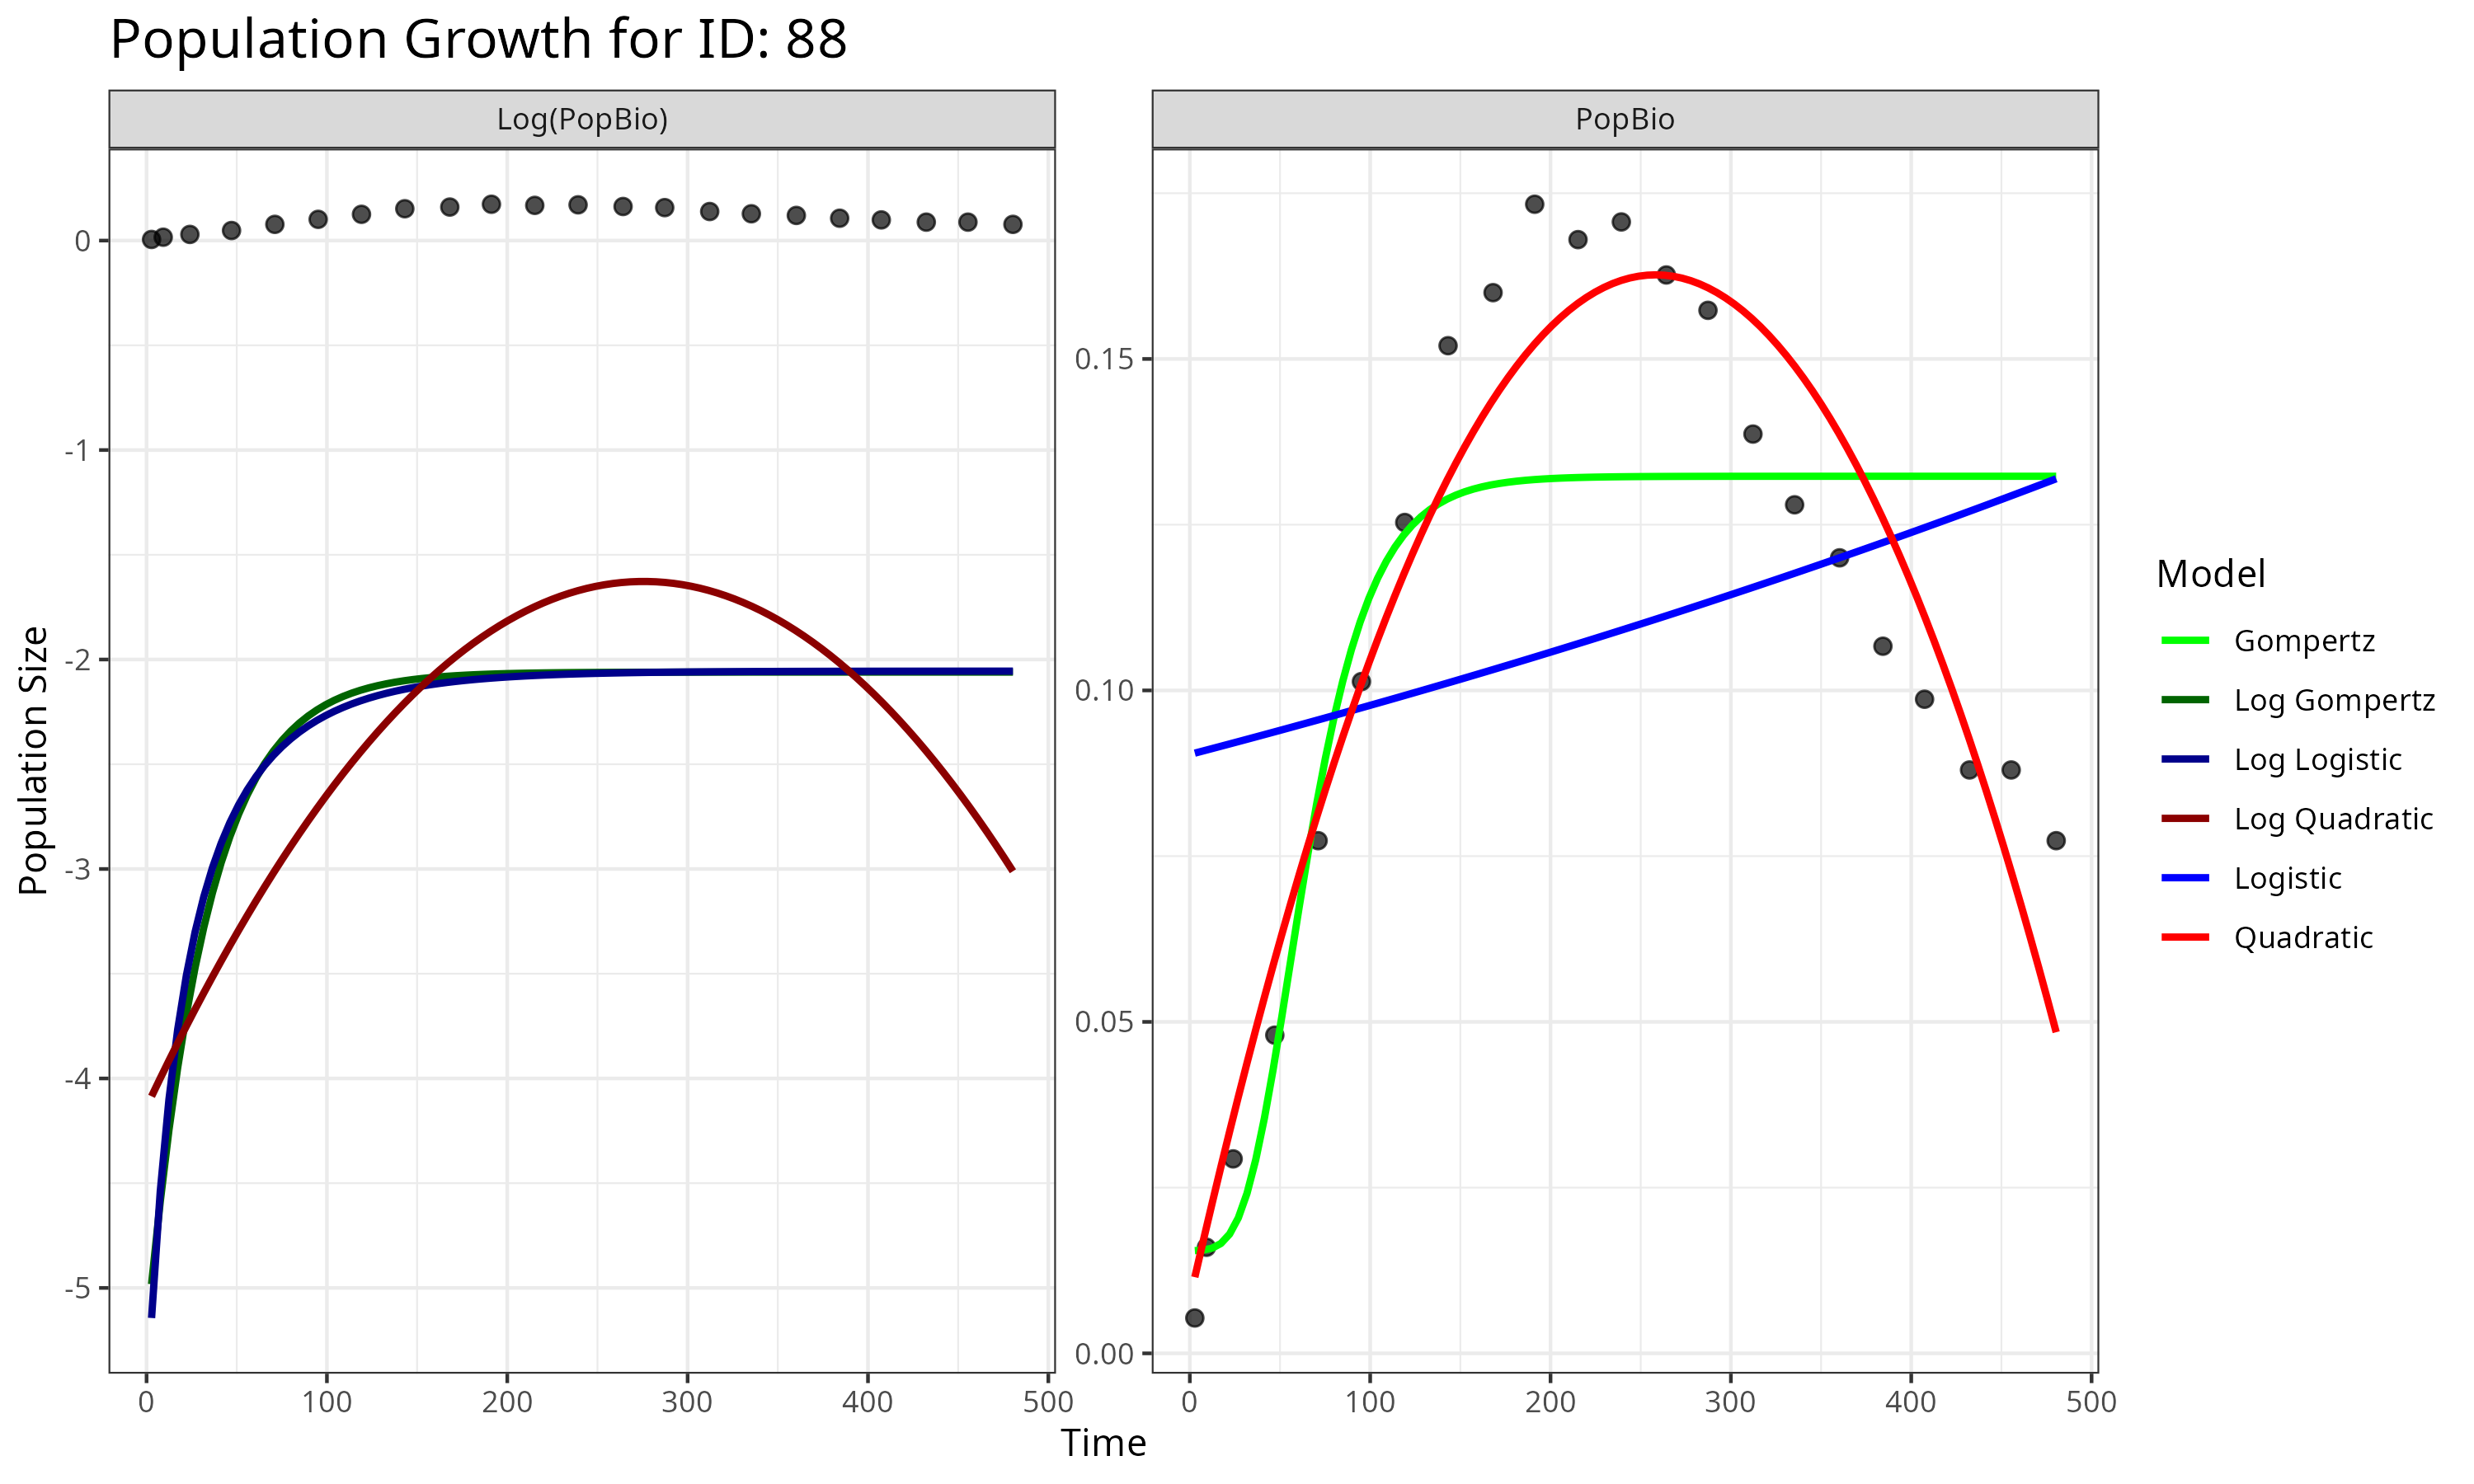 Population Growth for ID: 88
Log(PopBio)
PopBio
Population Size
0
-1
-2
-3
-4
-5
0.15
0.10
0.05
0.00
0 100 200 300 400 500
0 100 200 300 400 500
Time
Model
Gompertz
Log Gompertz
Log Logistic
Log Quadratic
Logistic
Quadratic